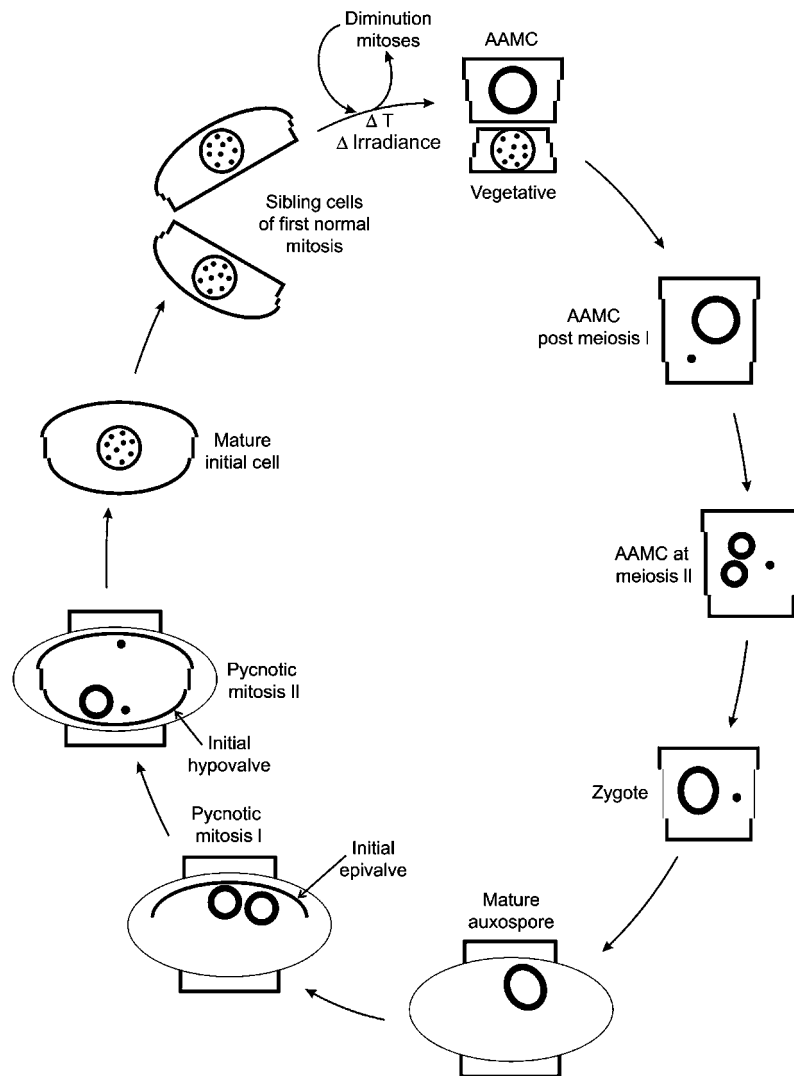 Diminution
mitoses
AAMC
Δ T
Δ Irradiance
Vegetative
Sibling cells
of first normal
mitosis
AAMC
post meiosis I
Mature
initial cell
AAMC at
meiosis II
Pycnotic
mitosis II
Initial
hypovalve
Zygote
Pycnotic
mitosis I
Initial
epivalve
Mature
auxospore